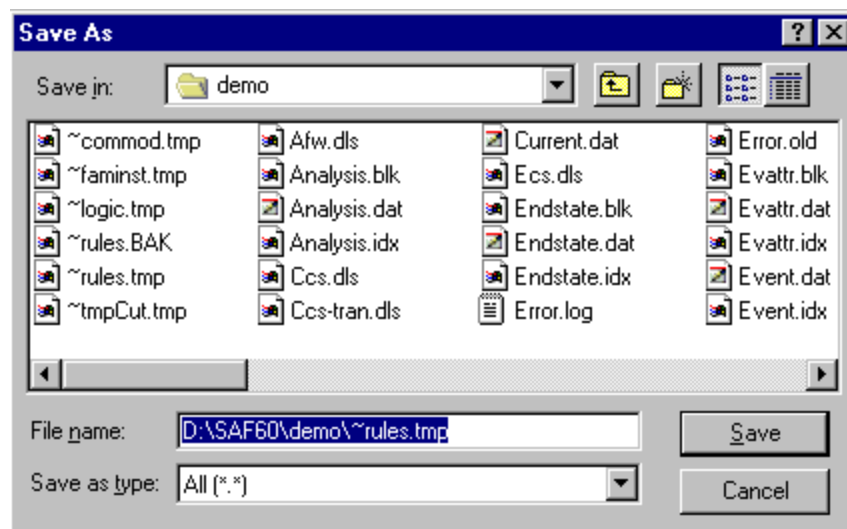 Save As
Save in: demo
~commod.tmp Afw.dls Current.dat Error.old
~faminst.tmp Analysis.blk Ecs.dls Evattr.blk
~logic.tmp Analysis.dat Endstate.blk Evattr.dat
~rules.BAK Analysis.idx Endstate.dat Evattr.idx
~rules.tmp Ccs.dls Endstate.idx Event.dat
~tmpCut.tmp Ccs-tran.dls Error.log Event.idx
File name: D:\SAF60\demo\~rules.tmp Save
Save as type: All (*.*) Cancel